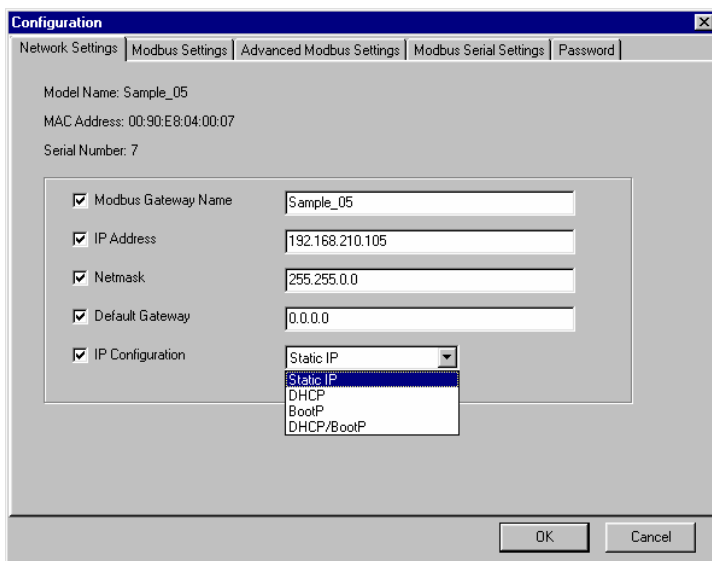 Configuration
Network Settings Modbus Settings Advanced Modbus Settings Modbus Serial Settings Password
Model Name: Sample_05
MAC Address: 00:90:E8:04:00:07
Serial Number: 7
Modbus Gateway Name Sample_05
IP Address 192.168.210.105
Netmask 255.255.0.0
Default Gateway 0.0.0.0
IP Configuration Static IP
Static IP
DHCP
BootP
DHCP/BootP
OK Cancel